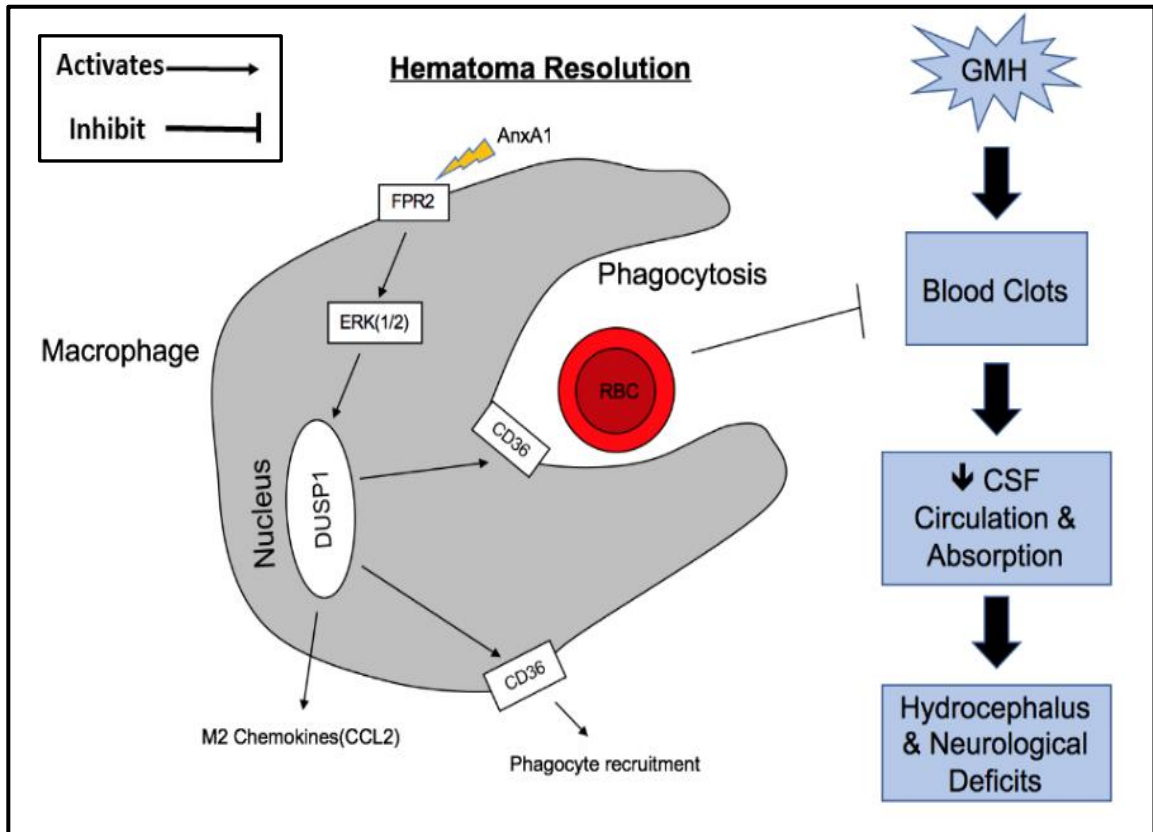 Activates
Inhibit
Hematoma Resolution
AnxA1
FPR2
ERK(1/2)
Macrophage
Nucleus
DUSP1
Phagocytosis
RBC
CD36
CD36
M2 Chemokines(CCL2)
Phagocyte recruitment
GMH
Blood Clots
↓ CSF
Circulation &
Absorption
Hydrocephalus
& Neurological
Deficits